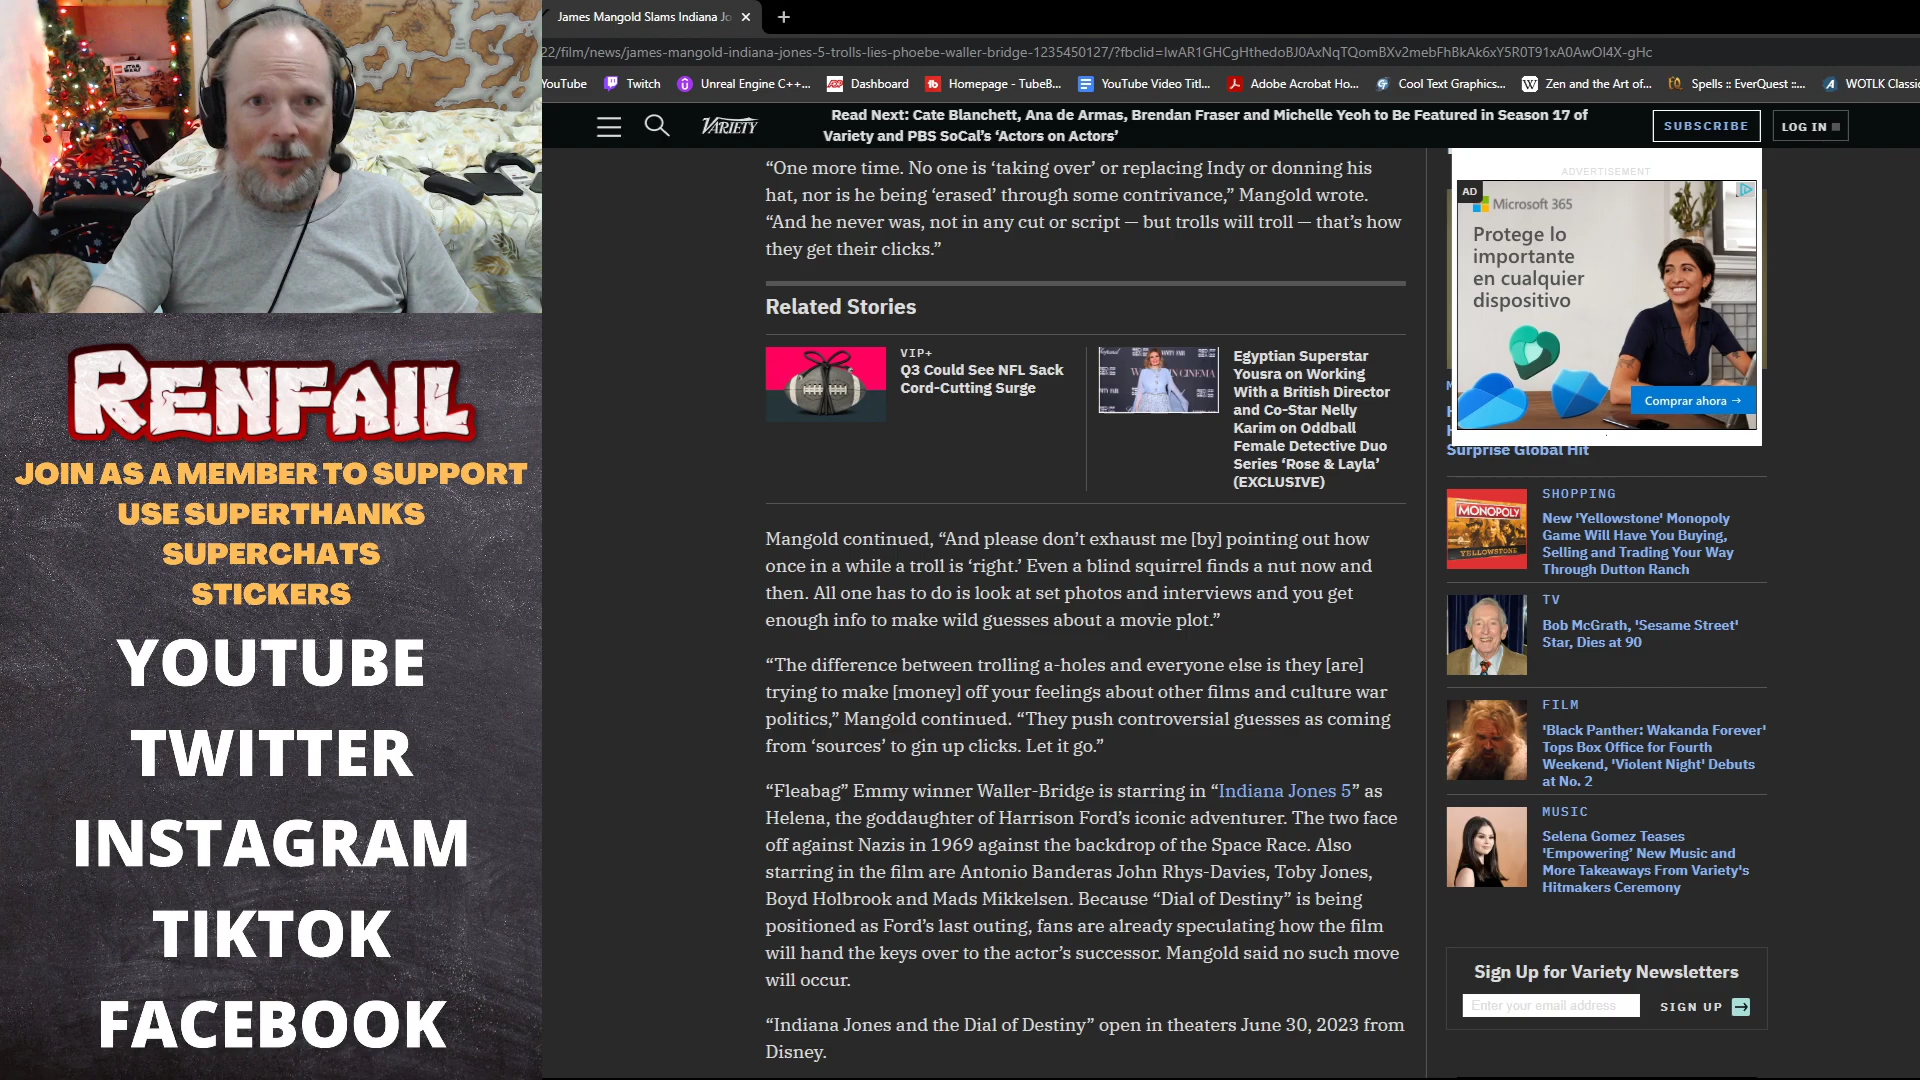 James Mangold Slams Indiana Jo
22/film/news/james-mangold-indiana-jones-5-trolls-lies-phoebe-waller-bridge-1235450127/?fbclid=IwAR1GHCgHthedoBJ0AxNqTQomBXv2mebFhBkAk6xY5R0T91xA0AwOl4X-gHc
YouTube Twitch Unreal Engine C++... Dashboard Homepage - TubeB... YouTube Video Titl... Adobe Acrobat Ho... Cool Text Graphics... Zen and the Art of... Spells :: EverQuest ::... WOTLK Classic
VARIETY
Read Next: Cate Blanchett, Ana de Armas, Brendan Fraser and Michelle Yeoh to Be Featured in Season 17 of
Variety and PBS SoCal’s ‘Actors on Actors’
SUBSCRIBE
LOG IN
“One more time. No one is ‘taking over’ or replacing Indy or donning his
hat, nor is he being ‘erased’ through some contrivance,” Mangold wrote.
“And he never was, not in any cut or script — but trolls will troll — that’s how
they get their clicks.”
Related Stories
VIP+
Q3 Could See NFL Sack
Cord-Cutting Surge
Egyptian Superstar
Yousra on Working
With a British Director
and Co-Star Nelly
Karim on Oddball
Female Detective Duo
Series ‘Rose & Layla’
(EXCLUSIVE)
Mangold continued, “And please don’t exhaust me [by] pointing out how
once in a while a troll is ‘right.’ Even a blind squirrel finds a nut now and
then. All one has to do is look at set photos and interviews and you get
enough info to make wild guesses about a movie plot.”
“The difference between trolling a-holes and everyone else is they [are]
trying to make [money] off your feelings about other films and culture war
politics,” Mangold continued. “They push controversial guesses as coming
from ‘sources’ to gin up clicks. Let it go.”
“Fleabag” Emmy winner Waller-Bridge is starring in “Indiana Jones 5” as
Helena, the goddaughter of Harrison Ford’s iconic adventurer. The two face
off against Nazis in 1969 against the backdrop of the Space Race. Also
starring in the film are Antonio Banderas John Rhys-Davies, Toby Jones,
Boyd Holbrook and Mads Mikkelsen. Because “Dial of Destiny” is being
positioned as Ford’s last outing, fans are already speculating how the film
will hand the keys over to the actor’s successor. Mangold said no such move
will occur.
“Indiana Jones and the Dial of Destiny” open in theaters June 30, 2023 from
Disney.
ADVERTISEMENT
AD
Microsoft 365
Protege lo
importante
en cualquier
dispositivo
Comprar ahora →
Surprise Global Hit
MONOPOLY
YELLOWSTONE
SHOPPING
New 'Yellowstone' Monopoly
Game Will Have You Buying,
Selling and Trading Your Way
Through Dutton Ranch
TV
Bob McGrath, 'Sesame Street'
Star, Dies at 90
FILM
'Black Panther: Wakanda Forever'
Tops Box Office for Fourth
Weekend, 'Violent Night' Debuts
at No. 2
MUSIC
Selena Gomez Teases
'Empowering' New Music and
More Takeaways From Variety's
Hitmakers Ceremony
Sign Up for Variety Newsletters
Enter your email address
SIGN UP
RENFAIL
JOIN AS A MEMBER TO SUPPORT
USE SUPERTHANKS
SUPERCHATS
STICKERS
YOUTUBE
TWITTER
INSTAGRAM
TIKTOK
FACEBOOK